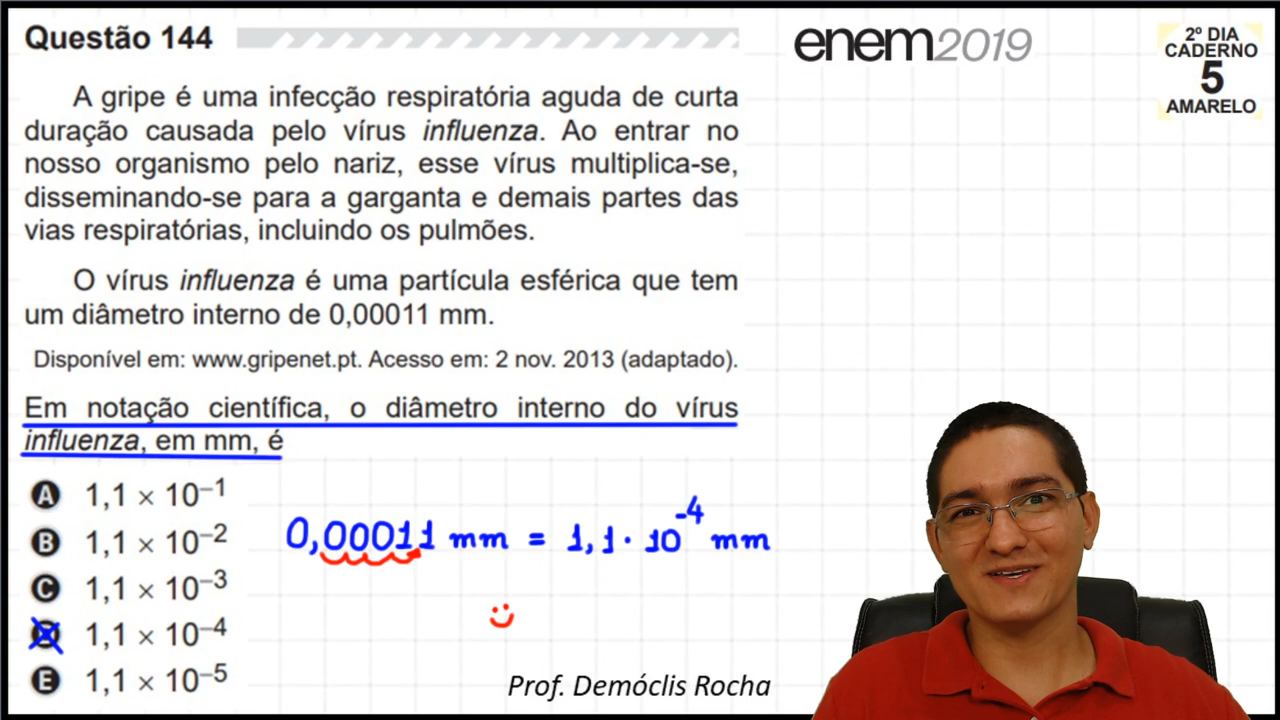 Questão 144
enem2019
2º DIA
CADERNO
5
AMARELO
A gripe é uma infecção respiratória aguda de curta
duração causada pelo vírus influenza. Ao entrar no
nosso organismo pelo nariz, esse vírus multiplica-se,
disseminando-se para a garganta e demais partes das
vias respiratórias, incluindo os pulmões.
O vírus influenza é uma partícula esférica que tem
um diâmetro interno de 0,00011 mm.
Disponível em: www.gripenet.pt. Acesso em: 2 nov. 2013 (adaptado).
Em notação científica, o diâmetro interno do vírus
influenza, em mm, é
A 1,1 × 10⁻¹
B 1,1 × 10⁻²
C 1,1 × 10⁻³
D 1,1 × 10⁻⁴
E 1,1 × 10⁻⁵
0,00011 mm = 1,1 · 10⁻⁴ mm
Prof. Demóclis Rocha